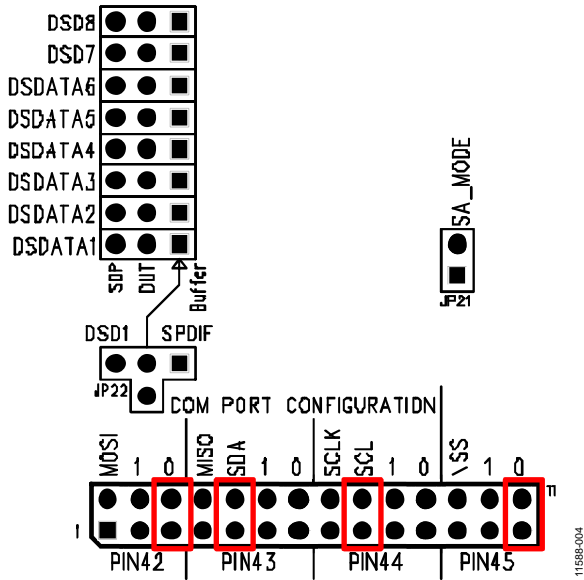 DSD8
DSD7
DSDATA6
DSDATA5
DSDATA4
DSDATA3
DSDATA2
DSDATA1
SDP DUT Buffer
SA_MODE
JP21
DSD1 SPDIF
JP22
COM PORT CONFIGURATION
MOSI 1 0 MISO SDA 1 0 SCLK SCL 1 0 \SS 1 0
1
PIN42 PIN43 PIN44 PIN45
11588-004